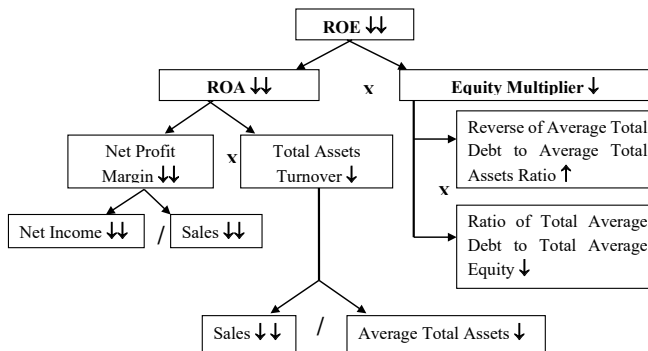 ROE ↓↓
ROA ↓↓
x
Equity Multiplier ↓
Net Profit
Margin ↓↓
x
Total Assets
Turnover ↓
Reverse of Average Total
Debt to Average Total
Assets Ratio ↑
x
Ratio of Total Average
Debt to Total Average
Equity ↓
Net Income ↓↓
/
Sales ↓↓
Sales ↓↓
/
Average Total Assets ↓